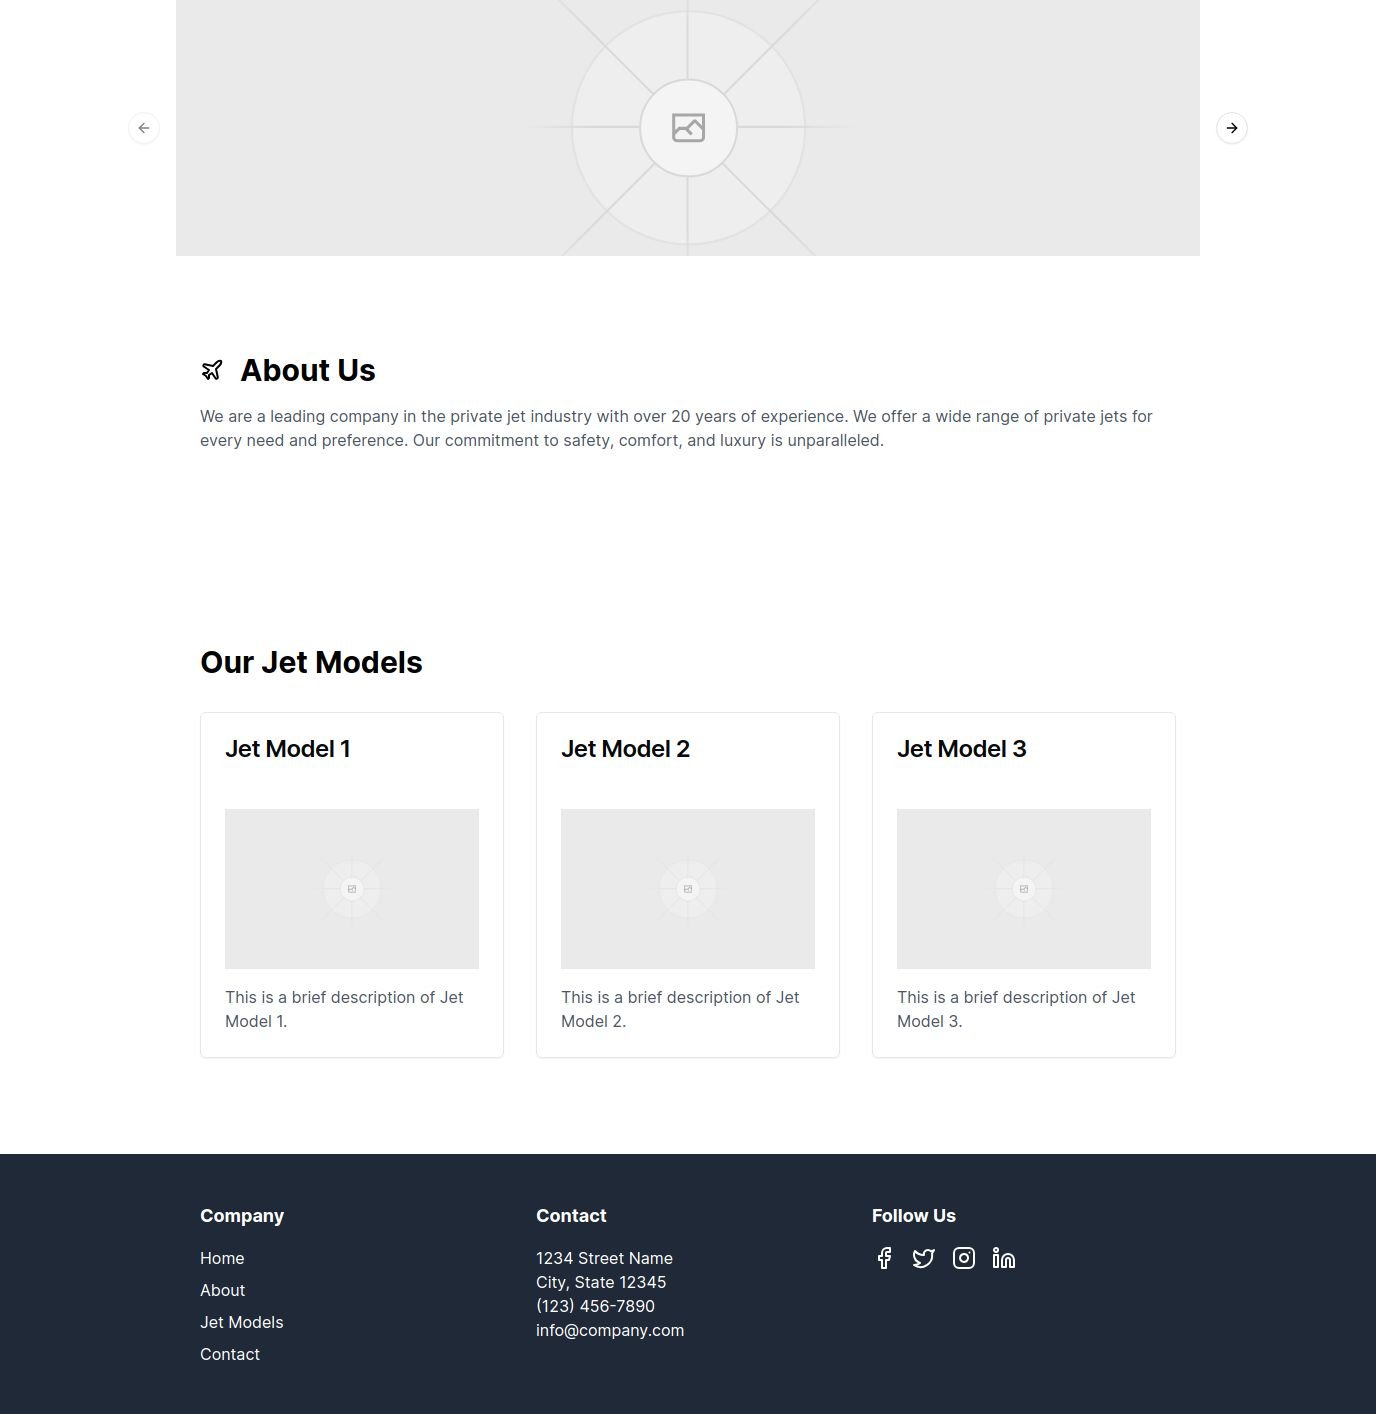 About Us
We are a leading company in the private jet industry with over 20 years of experience. We offer a wide range of private jets for
every need and preference. Our commitment to safety, comfort, and luxury is unparalleled.
Our Jet Models
Jet Model 1
This is a brief description of Jet
Model 1.
Jet Model 2
This is a brief description of Jet
Model 2.
Jet Model 3
This is a brief description of Jet
Model 3.
Company
Home
About
Jet Models
Contact
Contact
1234 Street Name
City, State 12345
(123) 456-7890
info@company.com
Follow Us